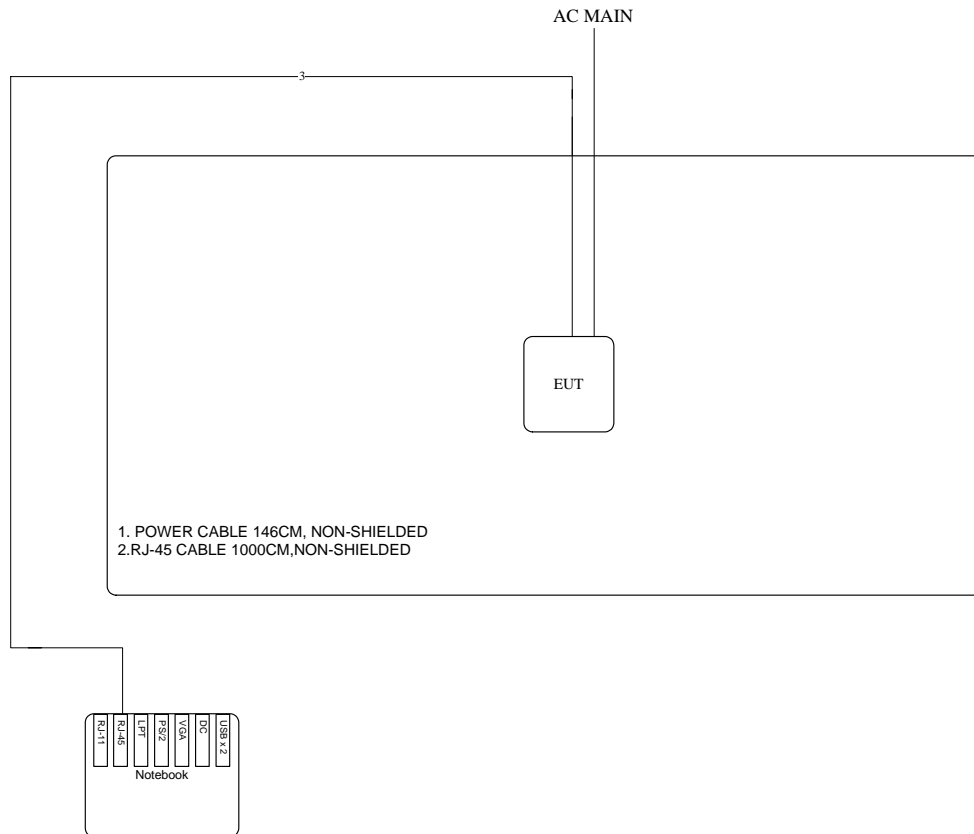 AC MAIN
3
EUT
1. POWER CABLE 146CM, NON-SHIELDED
2.RJ-45 CABLE 1000CM,NON-SHIELDED
RJ-11
RJ-45
LPT
PS/2
VGA
DC
USB x 2
Notebook